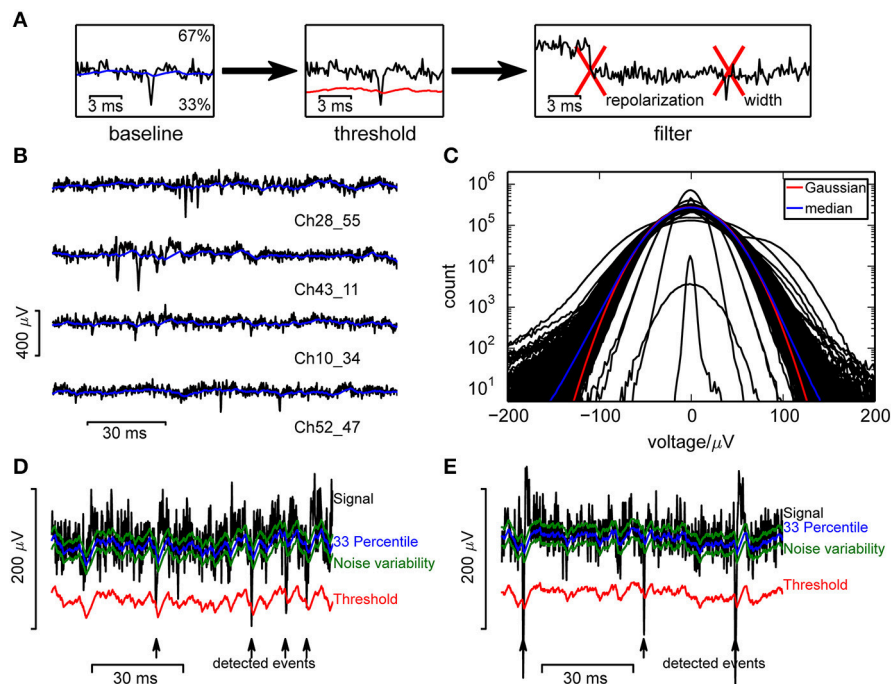 A
67%
33%
3 ms
baseline
3 ms
threshold
3 ms
repolarization
width
filter
B
Ch28_55
Ch43_11
Ch10_34
Ch52_47
400 μV
30 ms
C
Gaussian
median
count
10^6
10^5
10^4
10^3
10^2
10^1
−200
−100
0
100
200
voltage/μV
D
Signal
33 Percentile
Noise variability
Threshold
200 μV
detected events
30 ms
E
Signal
33 Percentile
Noise variability
Threshold
200 μV
detected events
30 ms